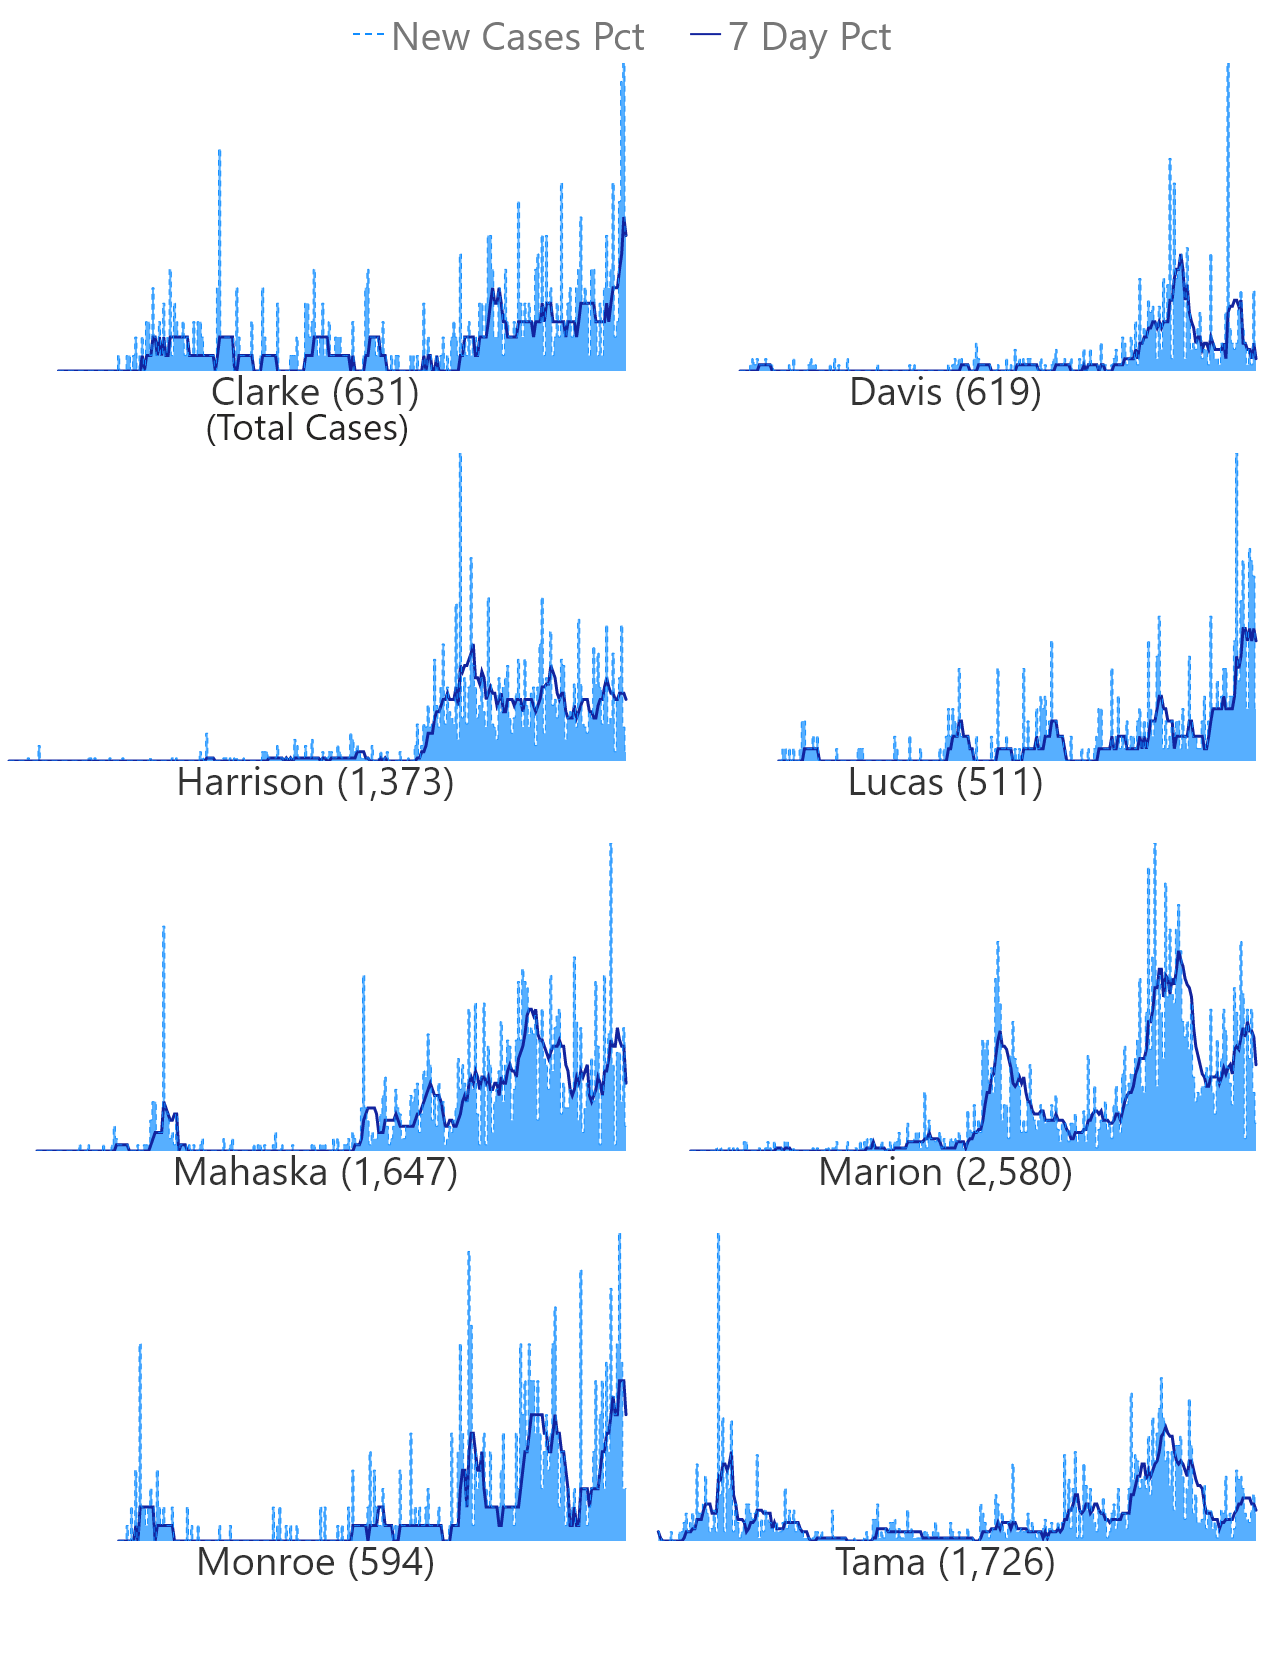 New Cases Pct 7 Day Pct
Clarke (631) Davis (619)
(Total Cases)
Harrison (1,373) Lucas (511)
Mahaska (1,647) Marion (2,580)
Monroe (594) Tama (1,726)